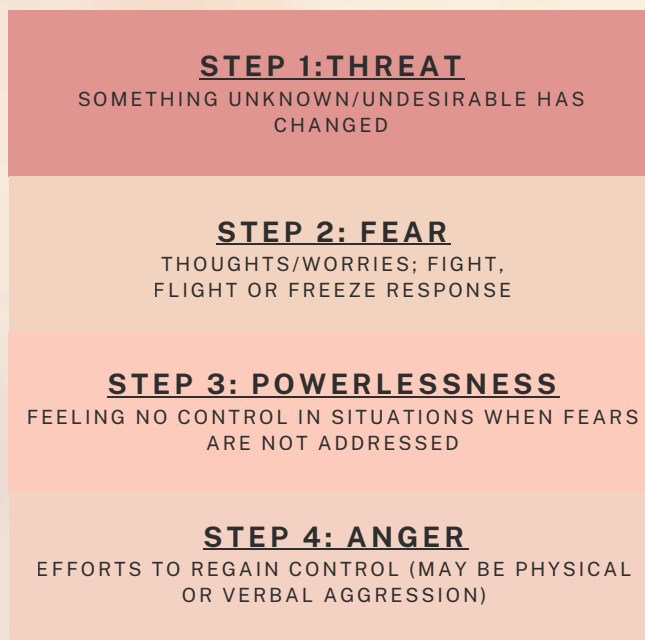 STEP 1:THREAT
SOMETHING UNKNOWN/UNDESIRABLE HAS
CHANGED
STEP 2: FEAR
THOUGHTS/WORRIES; FIGHT,
FLIGHT OR FREEZE RESPONSE
STEP 3: POWERLESSNESS
FEELING NO CONTROL IN SITUATIONS WHEN FEARS
ARE NOT ADDRESSED
STEP 4: ANGER
EFFORTS TO REGAIN CONTROL (MAY BE PHYSICAL
OR VERBAL AGGRESSION)